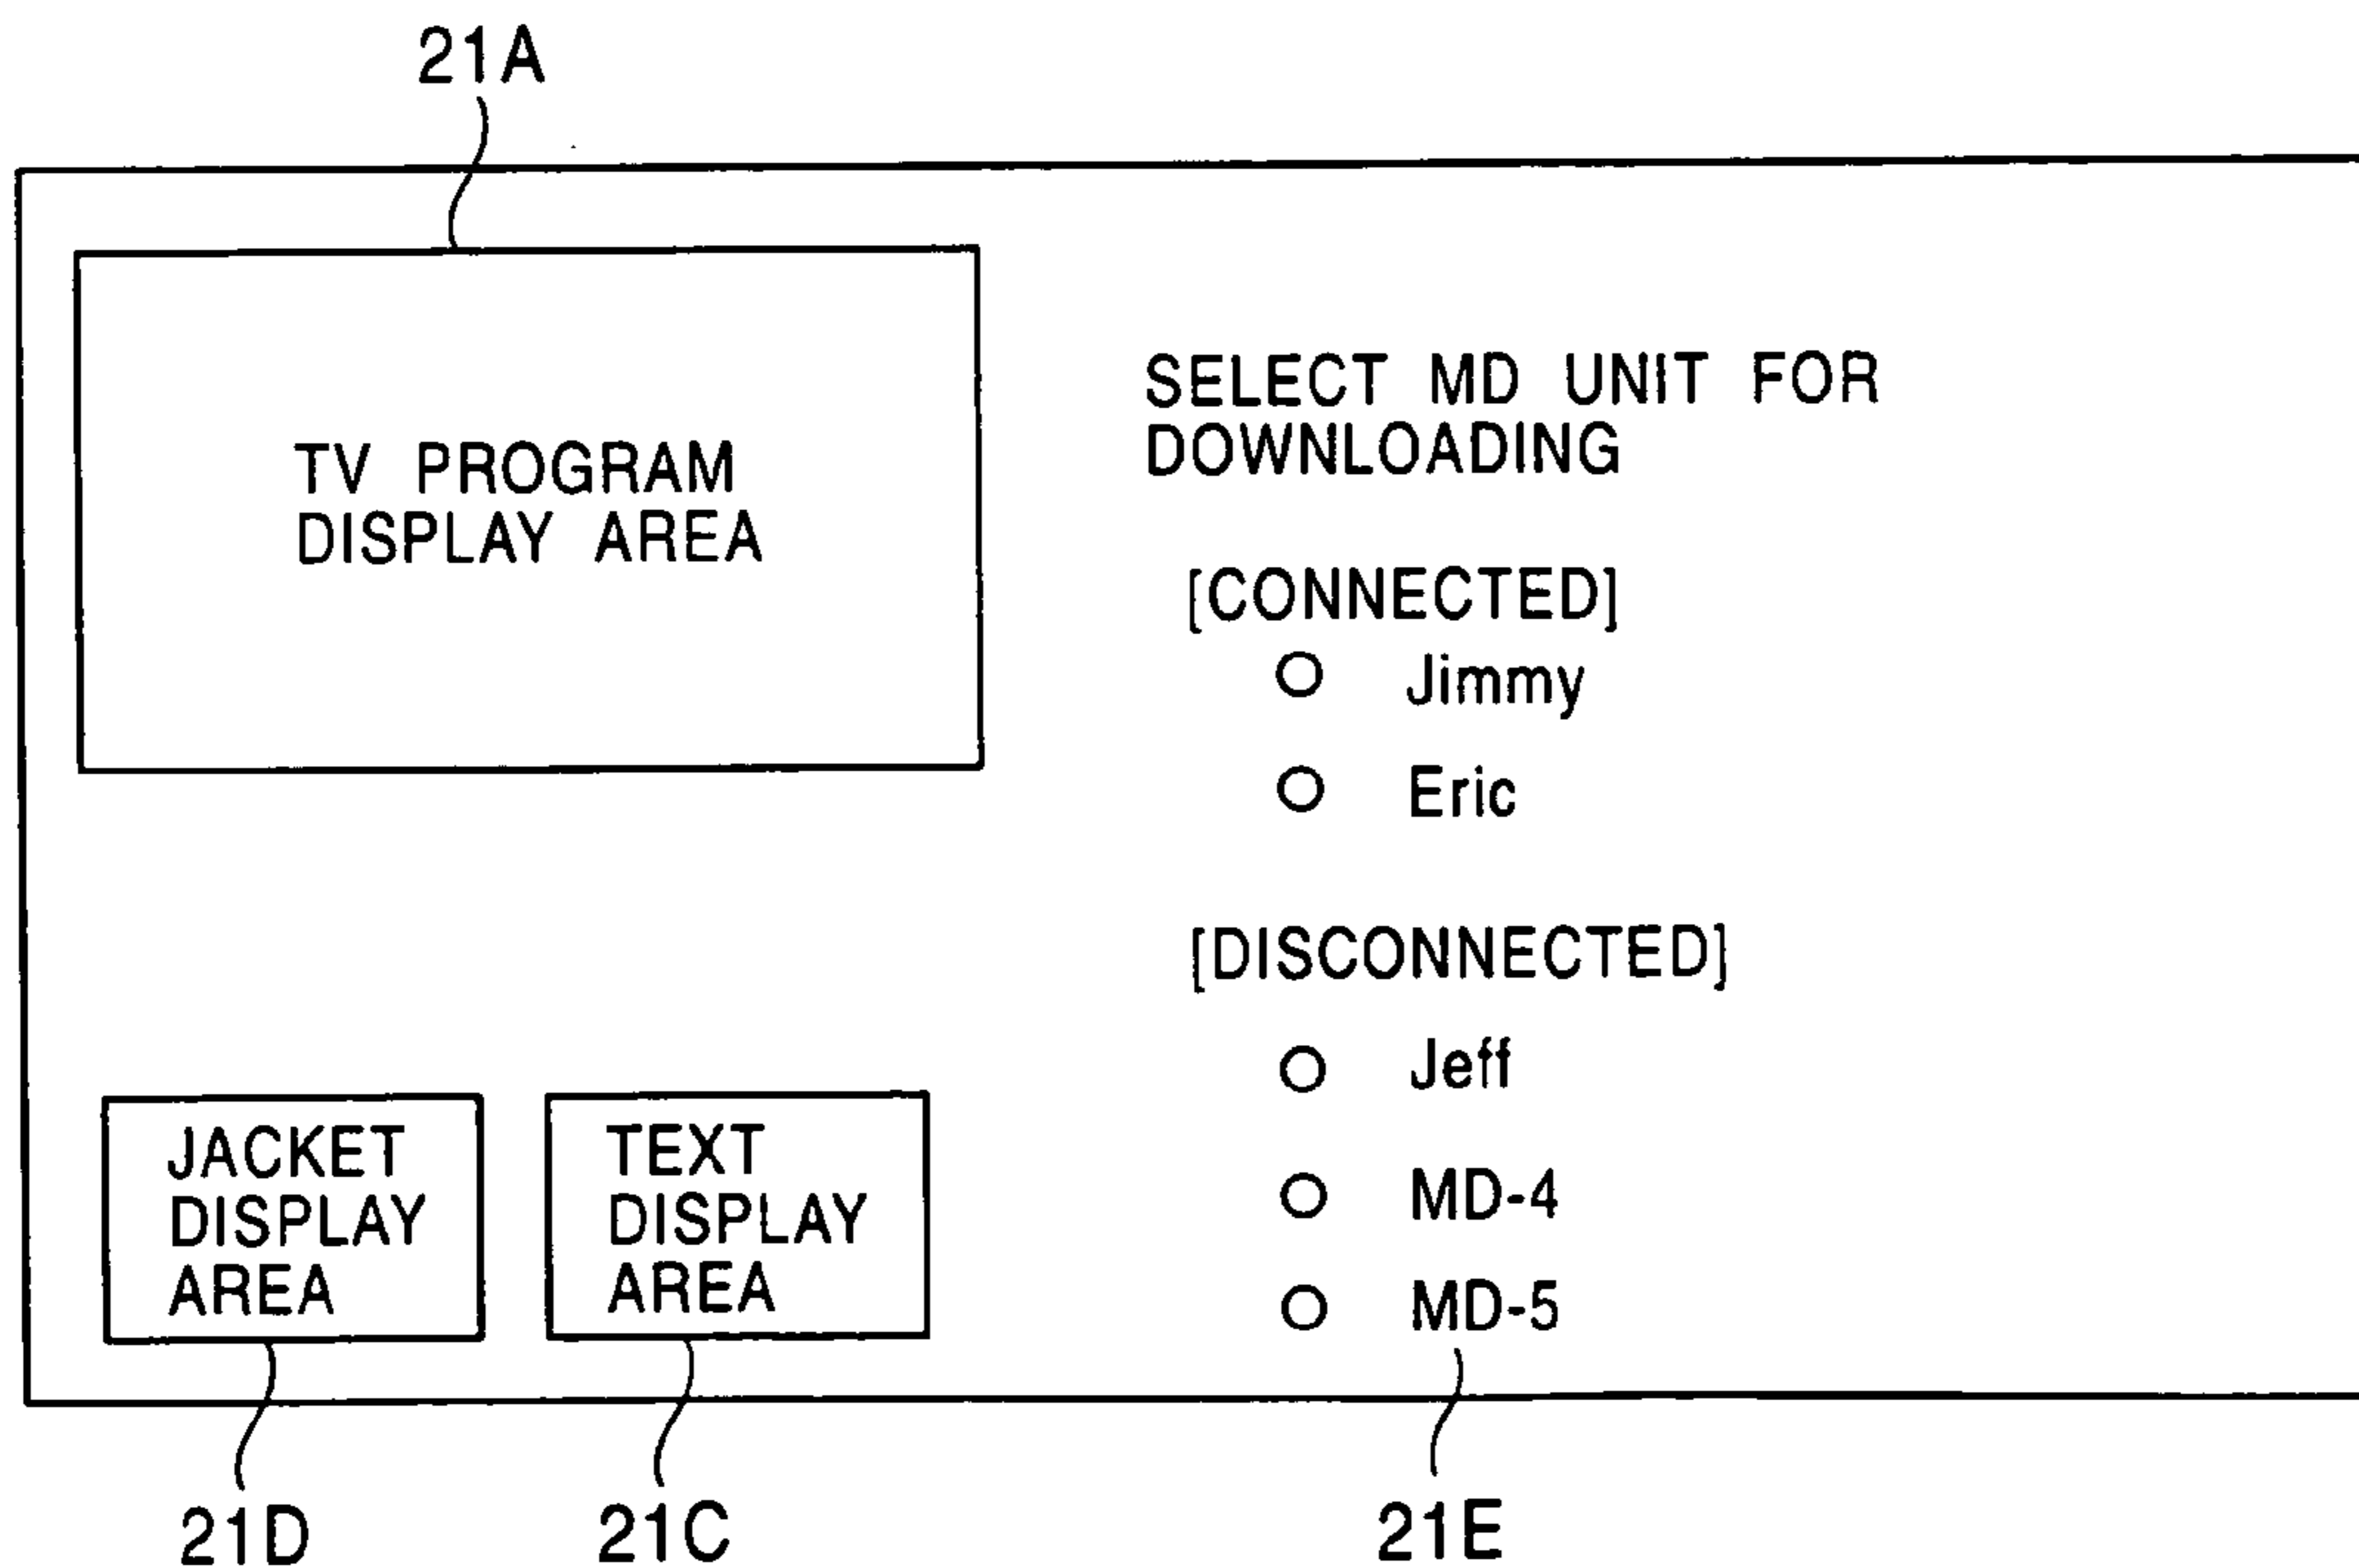 21A
TV PROGRAM
DISPLAY AREA
SELECT MD UNIT FOR
DOWNLOADING
[CONNECTED]
Jimmy
Eric
[DISCONNECTED]
Jeff
MD-4
MD-5
JACKET
DISPLAY
AREA
TEXT
DISPLAY
AREA
21D
21C
21E